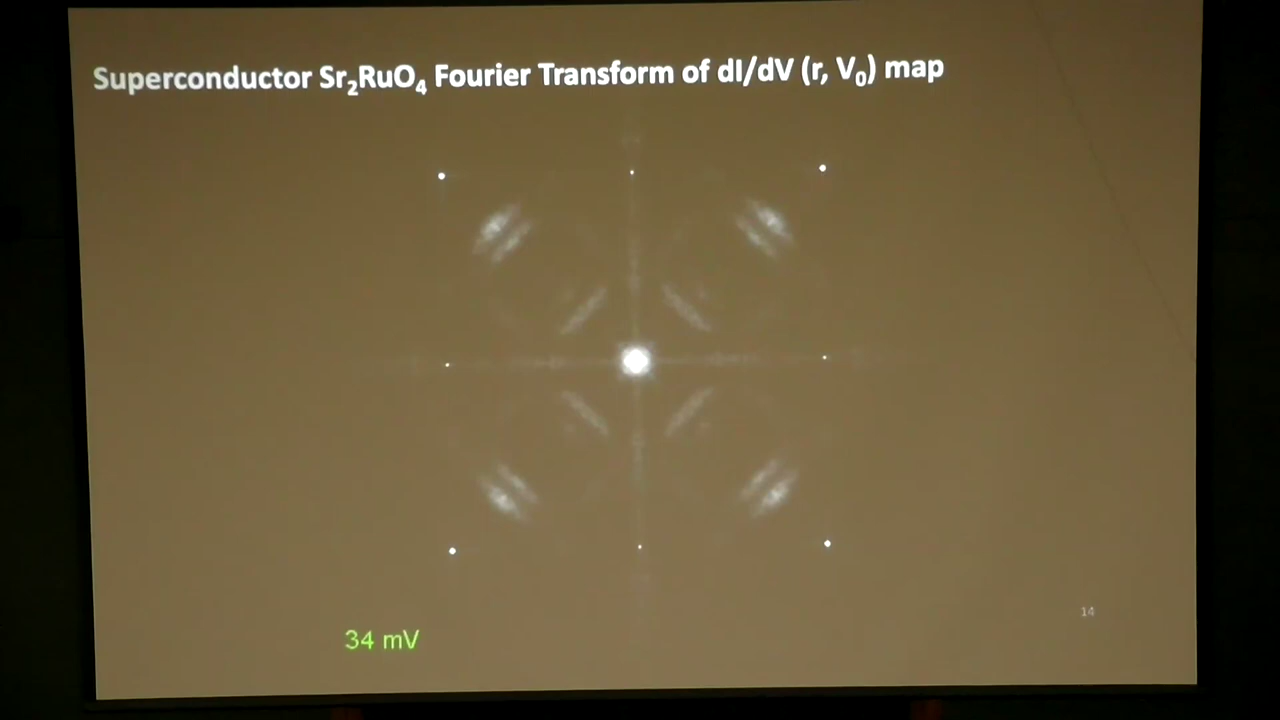 Superconductor Sr₂RuO₄ Fourier Transform of dI/dV (r, V₀) map
14
34 mV